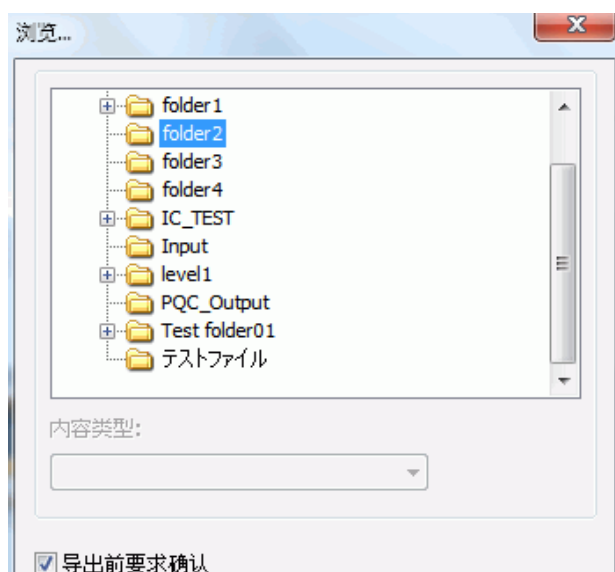 浏览...
folder1
folder2
folder3
folder4
IC_TEST
Input
level1
PQC_Output
Test folder01
テストファイル
内容类型:
导出前要求确认